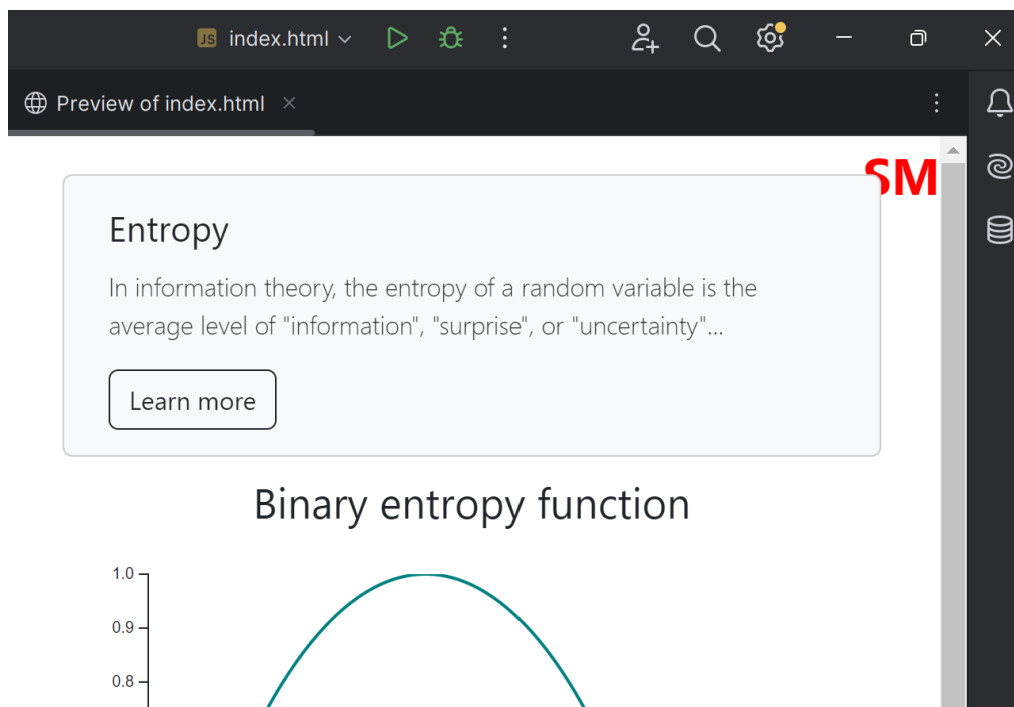 JS index.html
Preview of index.html
SM
Entropy
In information theory, the entropy of a random variable is the
average level of "information", "surprise", or "uncertainty"...
Learn more
Binary entropy function
1.0
0.9
0.8